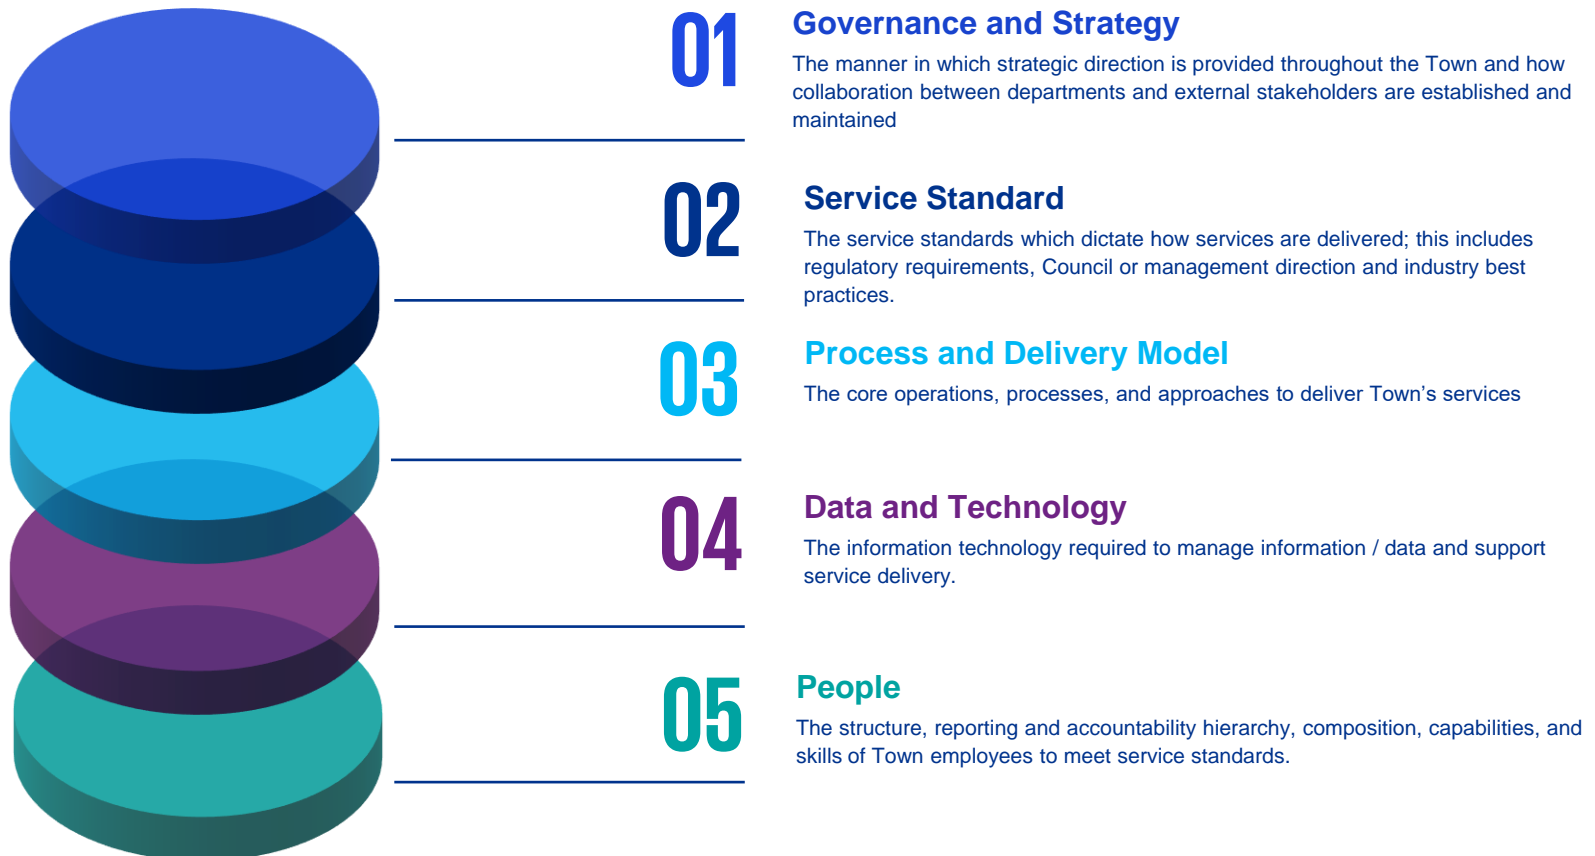 01
Governance and Strategy
The manner in which strategic direction is provided throughout the Town and how
collaboration between departments and external stakeholders are established and
maintained
02
Service Standard
The service standards which dictate how services are delivered; this includes
regulatory requirements, Council or management direction and industry best
practices.
03
Process and Delivery Model
The core operations, processes, and approaches to deliver Town’s services
04
Data and Technology
The information technology required to manage information / data and support
service delivery.
05
People
The structure, reporting and accountability hierarchy, composition, capabilities, and
skills of Town employees to meet service standards.